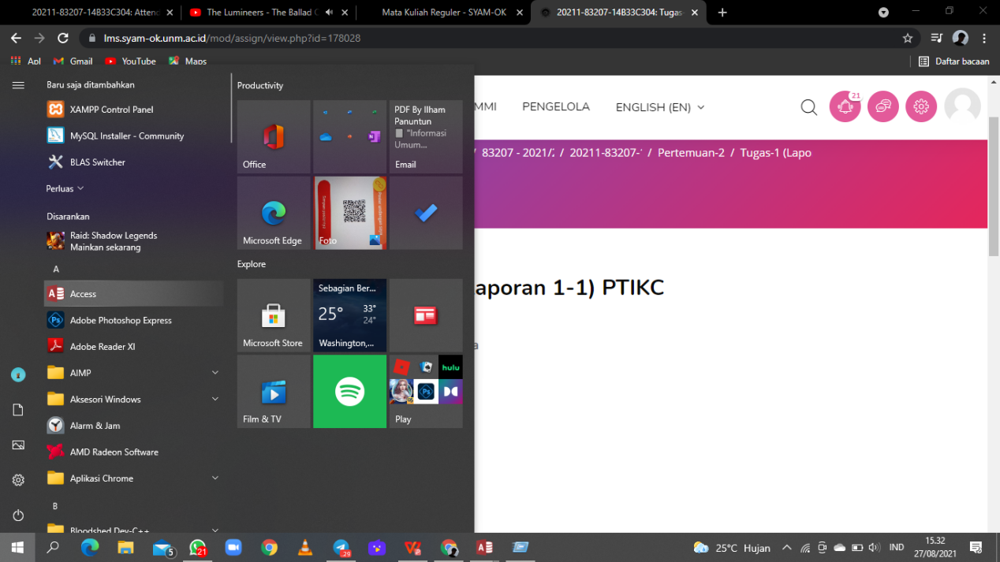 20211-83207-14B33C304: Attend
The Lumineers - The Ballad C
Mata Kuliah Reguler - SYAM-OK
20211-83207-14B33C304: Tugas-
lms.syam-ok.unm.ac.id/mod/assign/view.php?id=178028
Apl
Gmail
YouTube
Maps
Daftar bacaan
Baru saja ditambahkan
XAMPP Control Panel
MySQL Installer - Community
BLAS Switcher
Perluas
Disarankan
Raid: Shadow Legends
Mainkan sekarang
A
Access
Adobe Photoshop Express
Adobe Reader XI
AIMP
Aksesori Windows
Alarm & Jam
AMD Radeon Software
Aplikasi Chrome
B
Bloodshed Dev-C++
Productivity
Office
PDF By Ilham
Panuntun
"Informasi
Umum...
Email
Microsoft Edge
Foto
Explore
Microsoft Store
Sebagian Ber...
25° 33°
24°
Washington,...
Film & TV
hulu
Play
MMI
PENGELOLA
ENGLISH (EN)
21
/ 83207 - 2021/2 / 20211-83207-1 / Pertemuan-2 / Tugas-1 (Lapo
aporan 1-1) PTIKC
a
5
21
29
25°C Hujan
IND
15.32
27/08/2021